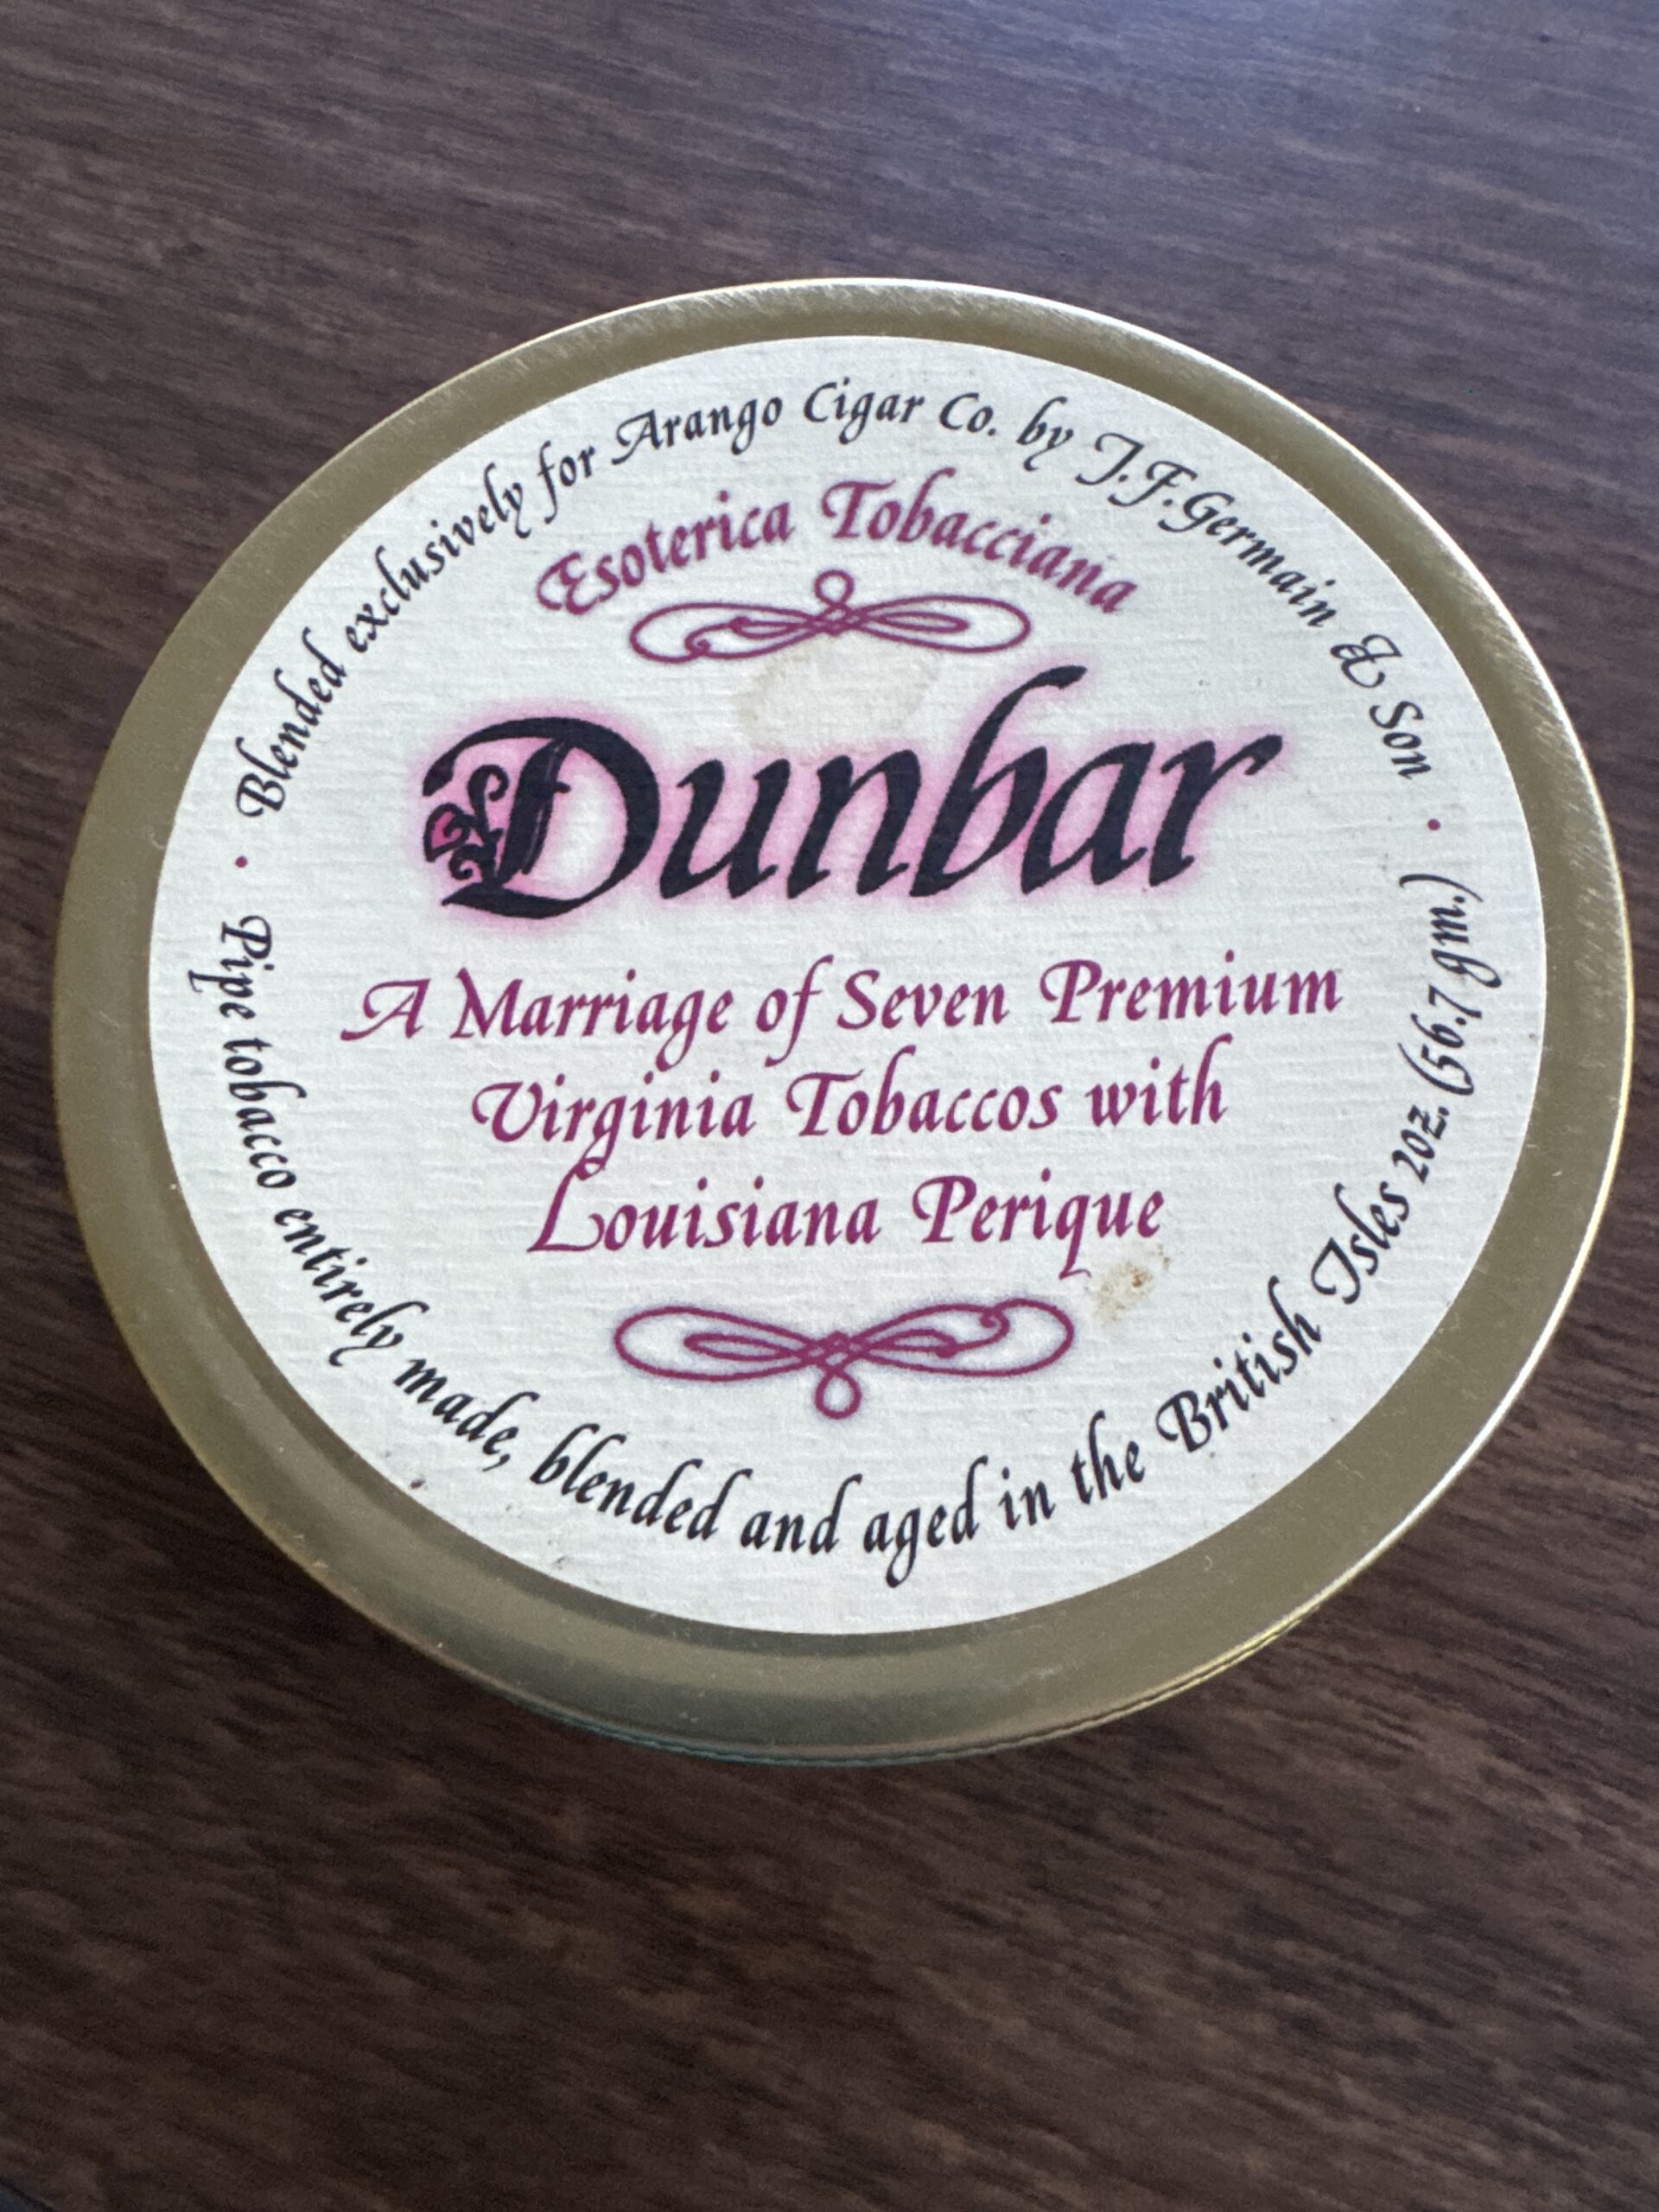 Blended exclusively for Arango Cigar Co. by J.F.Germain & Son
Esoterica Tobacciana
Dunbar
A Marriage of Seven Premium
Virginia Tobaccos with
Louisiana Perique
Pipe tobacco entirely made, blended and aged in the British Isles 2oz. (56.7 gm.)